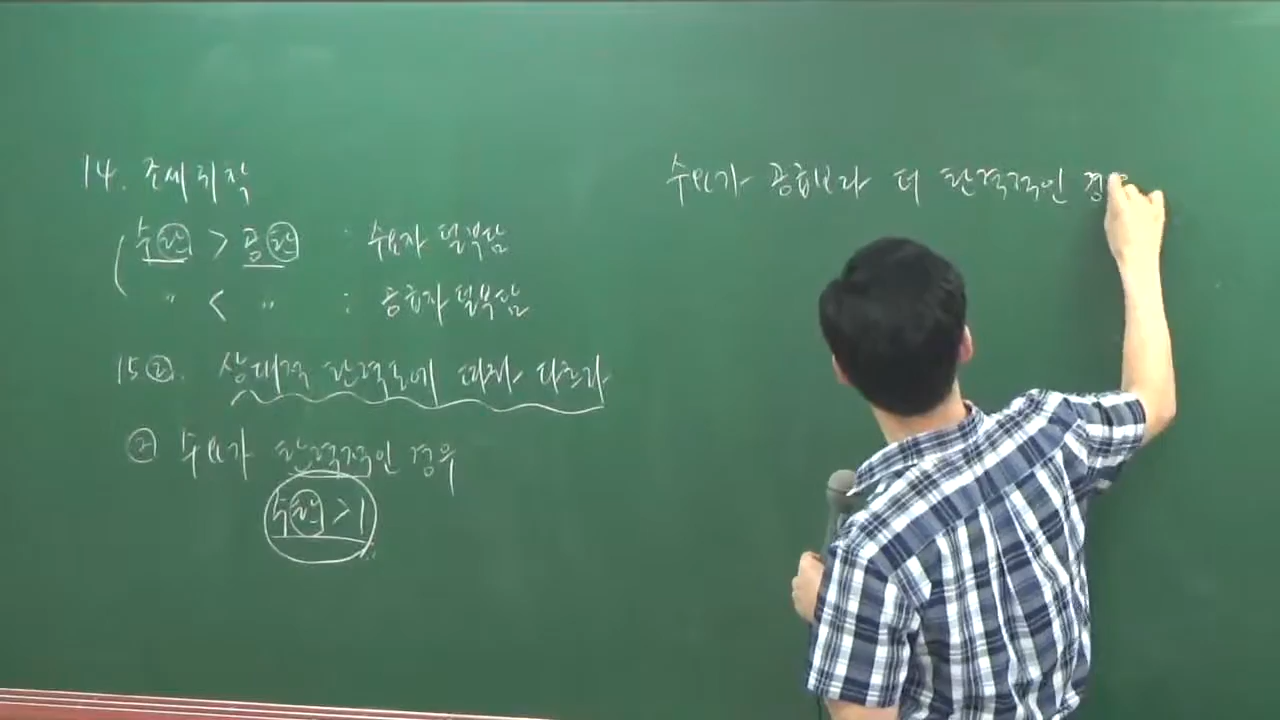 14. 조세귀착
수탄 > 공탄 : 수요자 덜부담
〃 < 〃 : 공급자 덜부담
15②. 상대적 탄력도에 따라 다르다
② 수요가 탄력적인 경우
수탄 > 1
수요가 공급보다 더 탄력적인 경